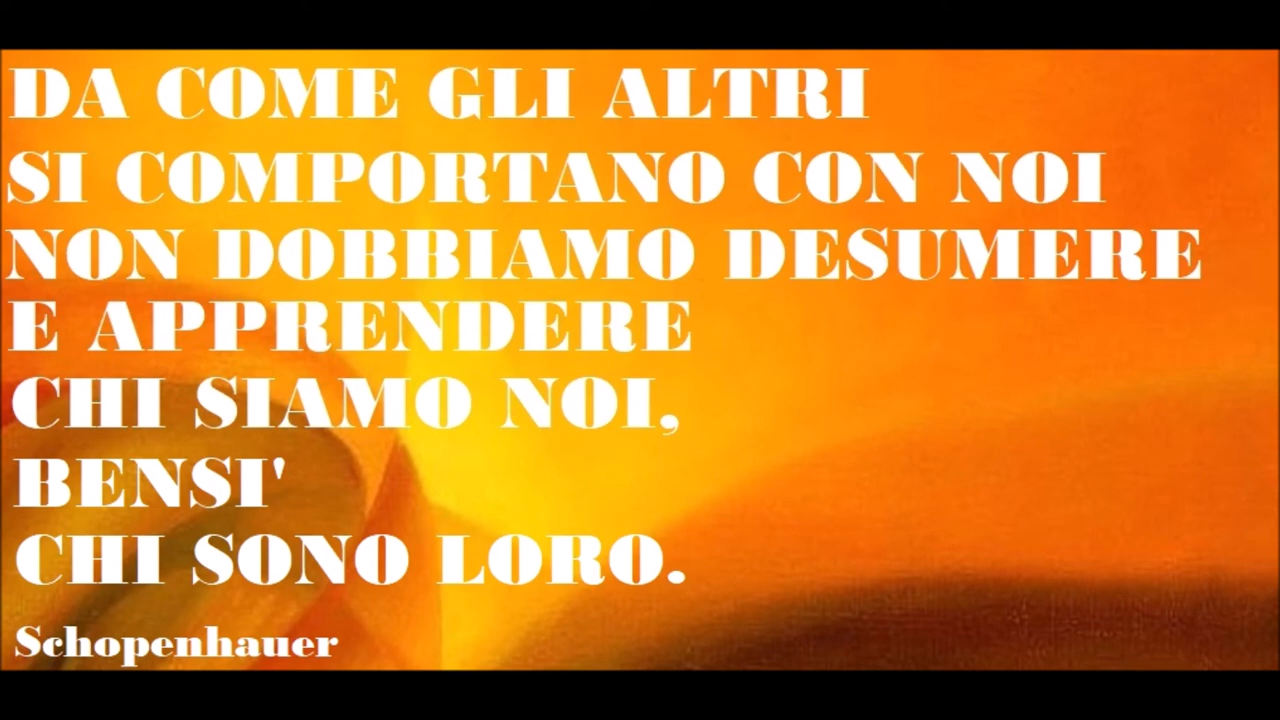 DA COME GLI ALTRI
SI COMPORTANO CON NOI
NON DOBBIAMO DESUMERE
E APPRENDERE
CHI SIAMO NOI,
BENSI'
CHI SONO LORO.
Schopenhauer